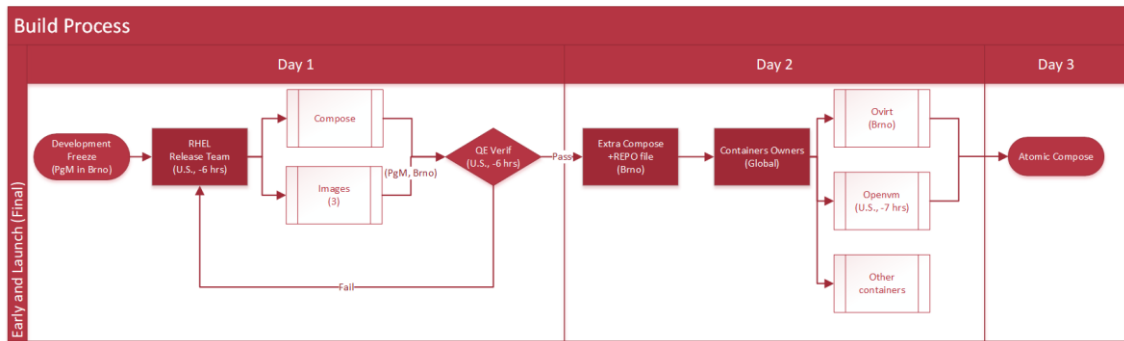 Build Process
Day 1
Day 2
Day 3
Early and Launch (Final)
Development
Freeze
(PgM in Brno)
RHEL
Release Team
(U.S., -6 hrs)
Compose
Images
(3)
(PgM, Brno)
QE Verif
(U.S., -6 hrs)
Pass
Fail
Extra Compose
+REPO file
(Brno)
Containers Owners
(Global)
Ovirt
(Brno)
Openvm
(U.S., -7 hrs)
Other
containers
Atomic Compose